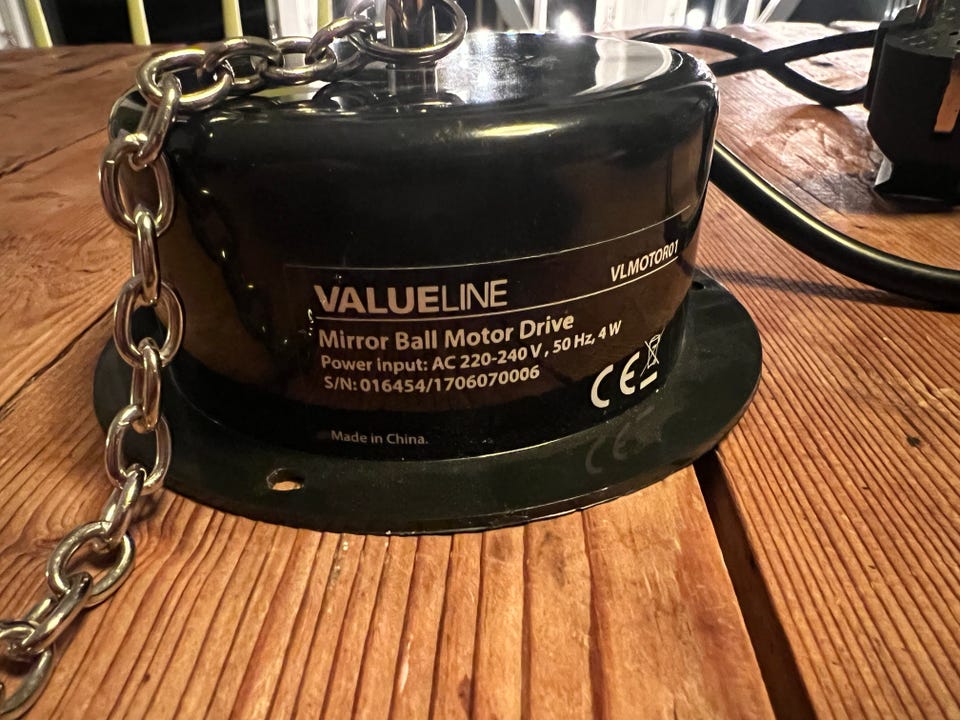 VALUELINE
VLMOTOR01
Mirror Ball Motor Drive
Power input: AC 220-240 V , 50 Hz, 4 W
S/N: 016454/1706070006
CE
Made in China.